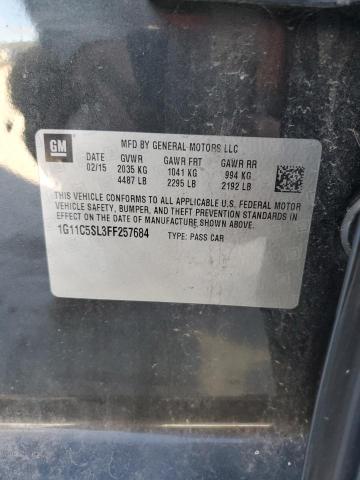 GM
MFD BY GENERAL MOTORS LLC
DATE GVWR GAWR FRT GAWR RR
02/15 2035 KG 1041 KG 994 KG
4487 LB 2295 LB 2192 LB
THIS VEHICLE CONFORMS TO ALL APPLICABLE U.S. FEDERAL MOTOR
VEHICLE SAFETY, BUMPER, AND THEFT PREVENTION STANDARDS IN
EFFECT ON THE DATE OF MANUFACTURE SHOWN ABOVE.
1G11C5SL3FF257684 TYPE: PASS CAR